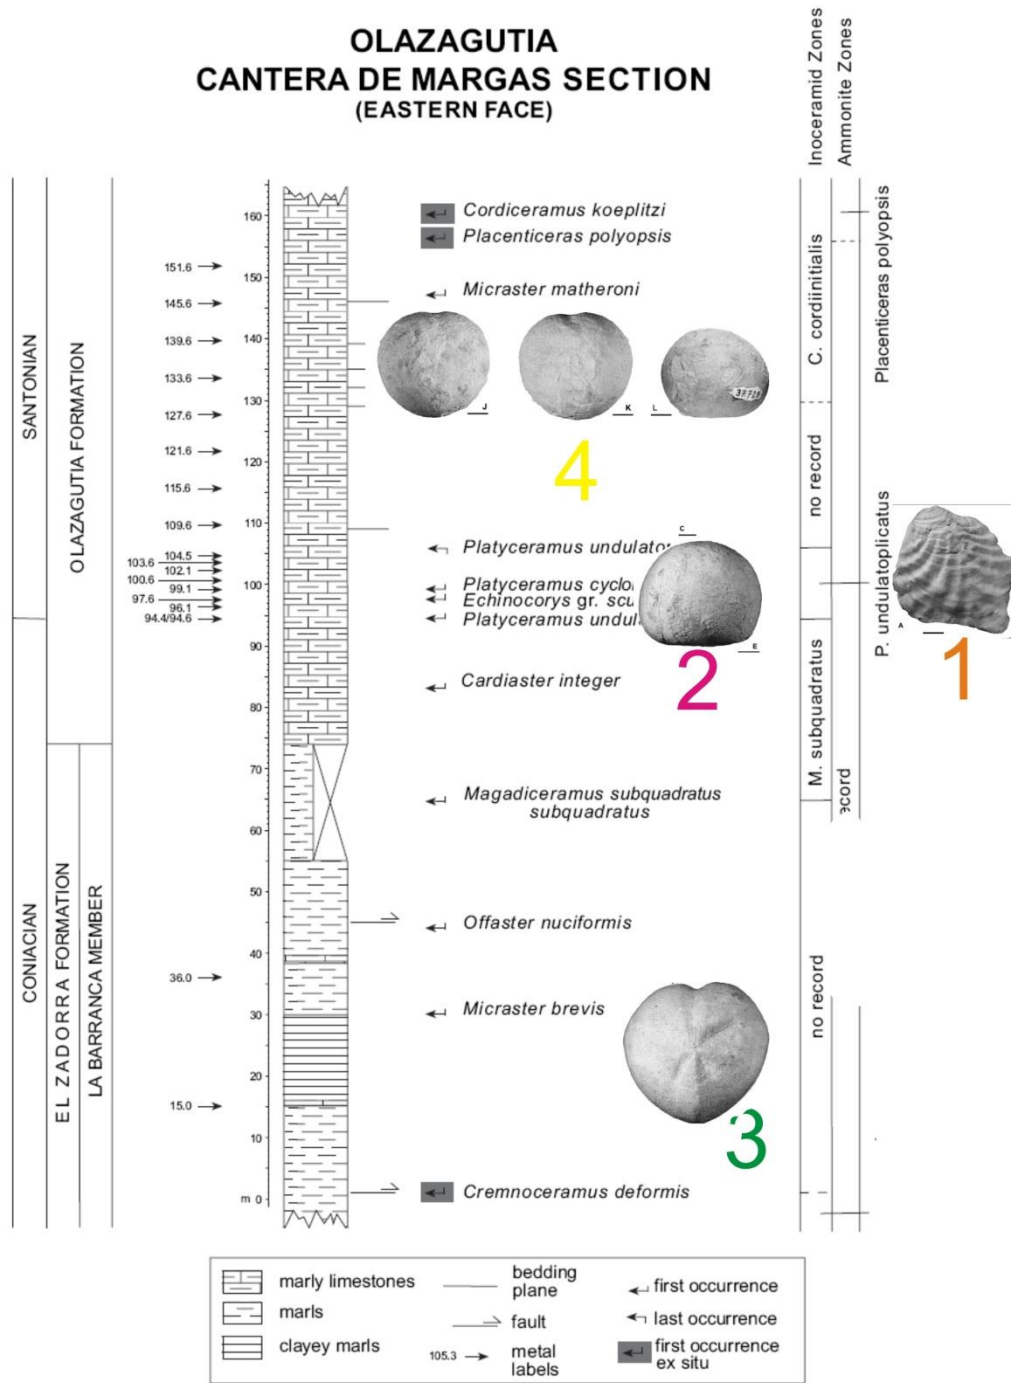 OLAZAGUTIA
CANTERA DE MARGAS SECTION
(EASTERN FACE)
Inoceramid Zones
Ammonite Zones
SANTONIAN
CONIACIAN
OLAZAGUTIA FORMATION
EL ZADORRA FORMATION
LA BARRANCA MEMBER
151.6
145.6
139.6
133.6
127.6
121.6
115.6
109.6
104.5
103.6
102.1
100.6
99.1
97.6
96.1
94.4/94.6
36.0
15.0
160
150
140
130
120
110
100
90
80
70
60
50
40
30
20
10
m 0
Cordiceramus koeplitzi
Placenticeras polyopsis
Micraster matheroni
J
K
L
37.728
4
Platyceramus undulato
Platyceramus cyclo
Echinocorys gr. scu
Platyceramus undul
C
E
2
Cardiaster integer
Magadiceramus subquadratus
subquadratus
Offaster nuciformis
Micraster brevis
3
Cremnoceramus deformis
C. cordiinitialis
no record
M. subquadratus
no record
Placenticeras polyopsis
P. undulatoplicatus
ecord
A
1
marly limestones
marls
clayey marls
bedding
plane
fault
105.3
metal
labels
first occurrence
last occurrence
first occurrence
ex situ